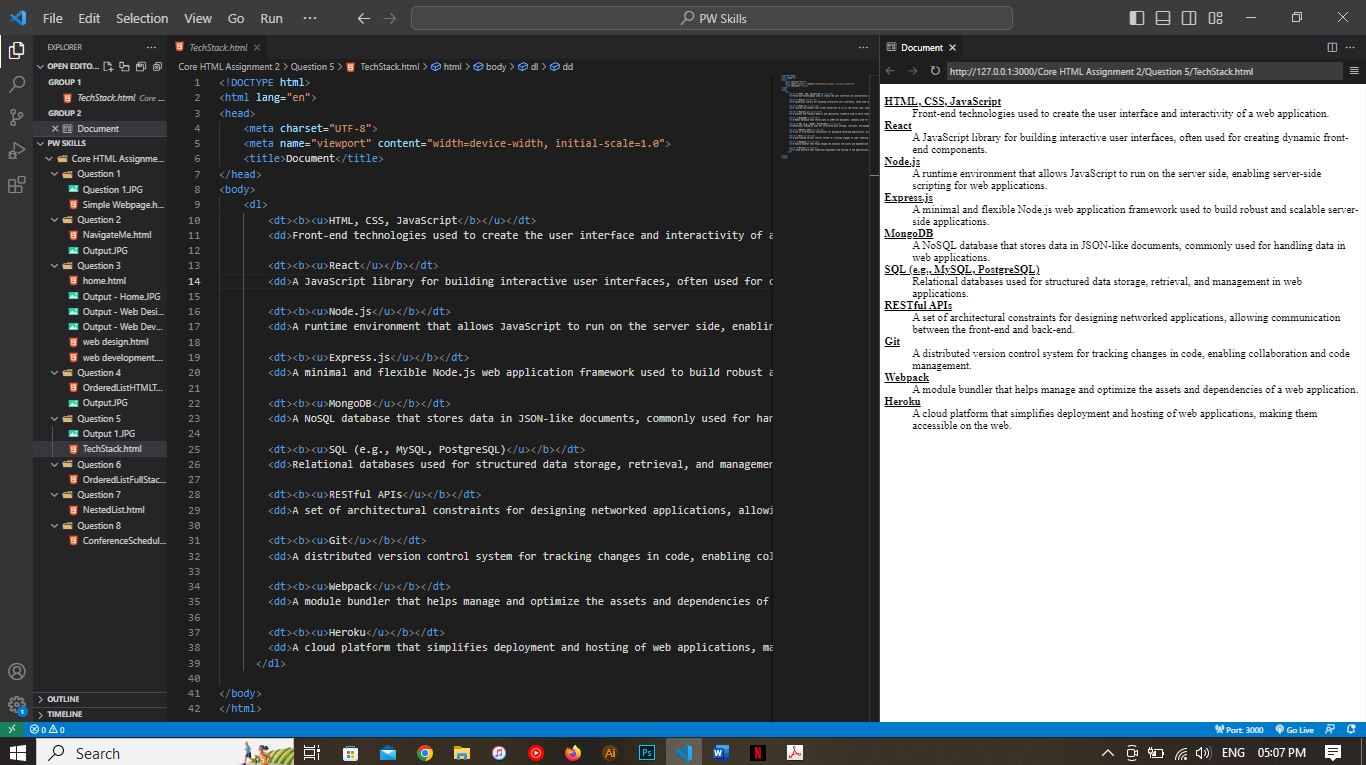 File Edit Selection View Go Run ··· PW Skills
EXPLORER ···
OPEN EDITO...
GROUP 1
TechStack.html Core ...
GROUP 2
Document
PW SKILLS
Core HTML Assignme...
Question 1
Question 1.JPG
Simple Webpage.h...
Question 2
NavigateMe.html
Output.JPG
Question 3
home.html
Output - Home.JPG
Output - Web Desi...
Output - Web Dev...
web design.html
web development....
Question 4
OrderedListHTMLT...
Output.JPG
Question 5
Output 1.JPG
TechStack.html
Question 6
OrderedListFullStac...
Question 7
NestedList.html
Question 8
ConferenceSchedul...
OUTLINE
TIMELINE
TechStack.html
Core HTML Assignment 2 > Question 5 > TechStack.html > html > body > dl > dd
1 <!DOCTYPE html>
2 <html lang="en">
3 <head>
4 <meta charset="UTF-8">
5 <meta name="viewport" content="width=device-width, initial-scale=1.0">
6 <title>Document</title>
7 </head>
8 <body>
9 <dl>
10 <dt><b><u>HTML, CSS, JavaScript</b></u></dt>
11 <dd>Front-end technologies used to create the user interface and interactivity of a
12
13 <dt><b><u>React</u></b></dt>
14 <dd>A JavaScript library for building interactive user interfaces, often used for c
15
16 <dt><b><u>Node.js</u></b></dt>
17 <dd>A runtime environment that allows JavaScript to run on the server side, enablin
18
19 <dt><b><u>Express.js</u></b></dt>
20 <dd>A minimal and flexible Node.js web application framework used to build robust a
21
22 <dt><b><u>MongoDB</u></b></dt>
23 <dd>A NoSQL database that stores data in JSON-like documents, commonly used for han
24
25 <dt><b><u>SQL (e.g., MySQL, PostgreSQL)</u></b></dt>
26 <dd>Relational databases used for structured data storage, retrieval, and managemen
27
28 <dt><b><u>RESTful APIs</u></b></dt>
29 <dd>A set of architectural constraints for designing networked applications, allowi
30
31 <dt><b><u>Git</u></b></dt>
32 <dd>A distributed version control system for tracking changes in code, enabling col
33
34 <dt><b><u>Webpack</u></b></dt>
35 <dd>A module bundler that helps manage and optimize the assets and dependencies of
36
37 <dt><b><u>Heroku</u></b></dt>
38 <dd>A cloud platform that simplifies deployment and hosting of web applications, ma
39 </dl>
40
41 </body>
42 </html>
Document
http://127.0.0.1:3000/Core HTML Assignment 2/Question 5/TechStack.html
HTML, CSS, JavaScript
Front-end technologies used to create the user interface and interactivity of a web application.
React
A JavaScript library for building interactive user interfaces, often used for creating dynamic front-
end components.
Node.js
A runtime environment that allows JavaScript to run on the server side, enabling server-side
scripting for web applications.
Express.js
A minimal and flexible Node.js web application framework used to build robust and scalable server-
side applications.
MongoDB
A NoSQL database that stores data in JSON-like documents, commonly used for handling data in
web applications.
SQL (e.g., MySQL, PostgreSQL)
Relational databases used for structured data storage, retrieval, and management in web
applications.
RESTful APIs
A set of architectural constraints for designing networked applications, allowing communication
between the front-end and back-end.
Git
A distributed version control system for tracking changes in code, enabling collaboration and code
management.
Webpack
A module bundler that helps manage and optimize the assets and dependencies of a web application.
Heroku
A cloud platform that simplifies deployment and hosting of web applications, making them
accessible on the web.
1
0 0 Port: 3000 Go Live
Search Ai Ps W N ENG 05:07 PM